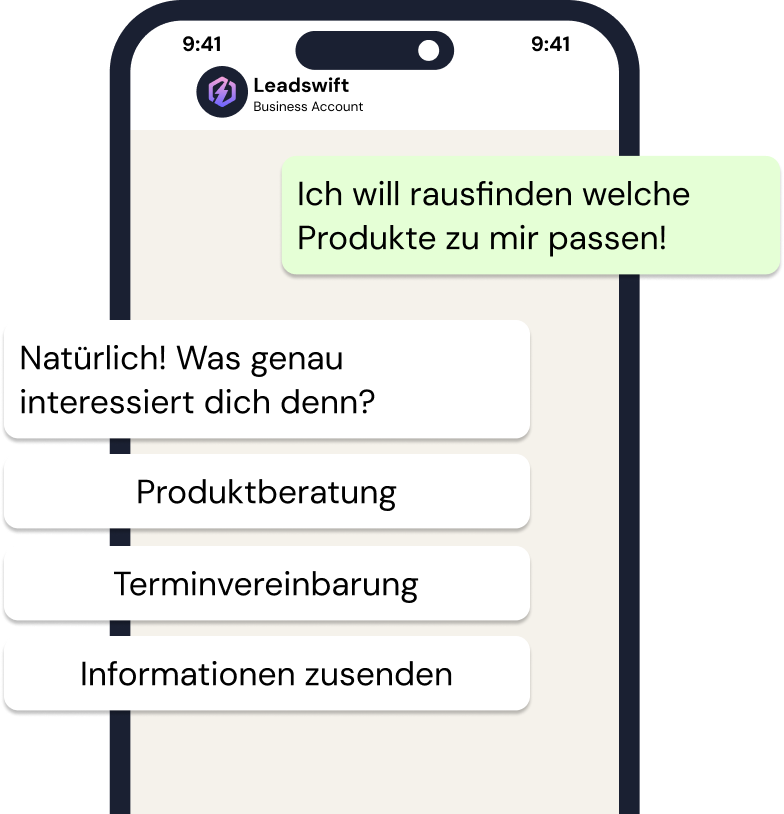 9:41 9:41
Leadswift
Business Account
Ich will rausfinden welche
Produkte zu mir passen!
Natürlich! Was genau
interessiert dich denn?
Produktberatung
Terminvereinbarung
Informationen zusenden